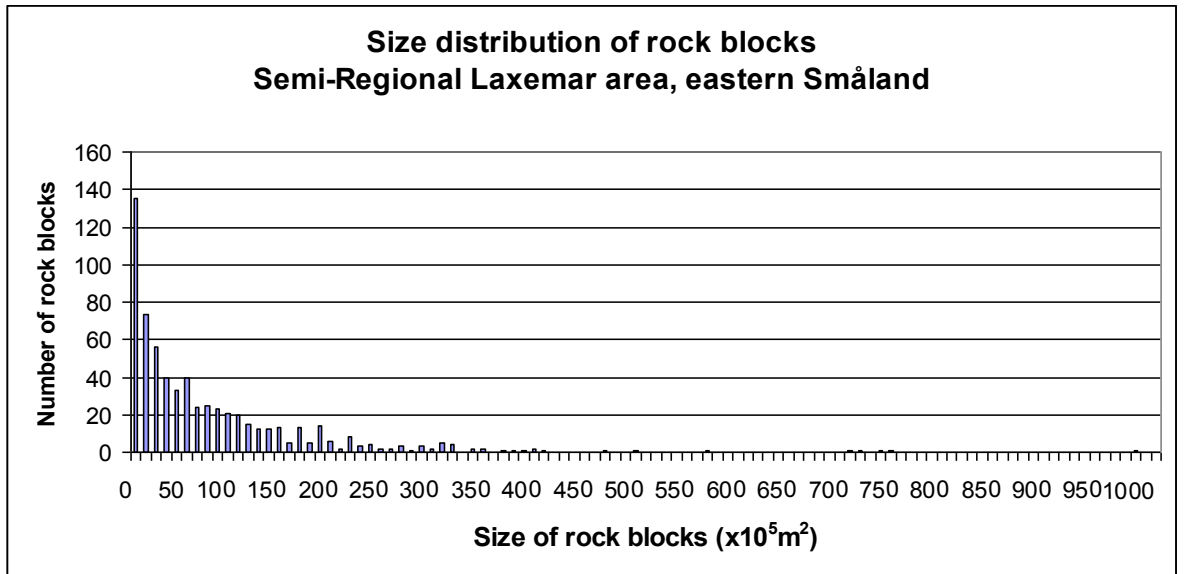 Size distribution of rock blocks
Semi-Regional Laxemar area, eastern Småland
160
140
120
100
80
60
40
20
0
Number of rock blocks
0 50 100 150 200 250 300 350 400 450 500 550 600 650 700 750 800 850 900 950 1000
Size of rock blocks (x10⁵m²)